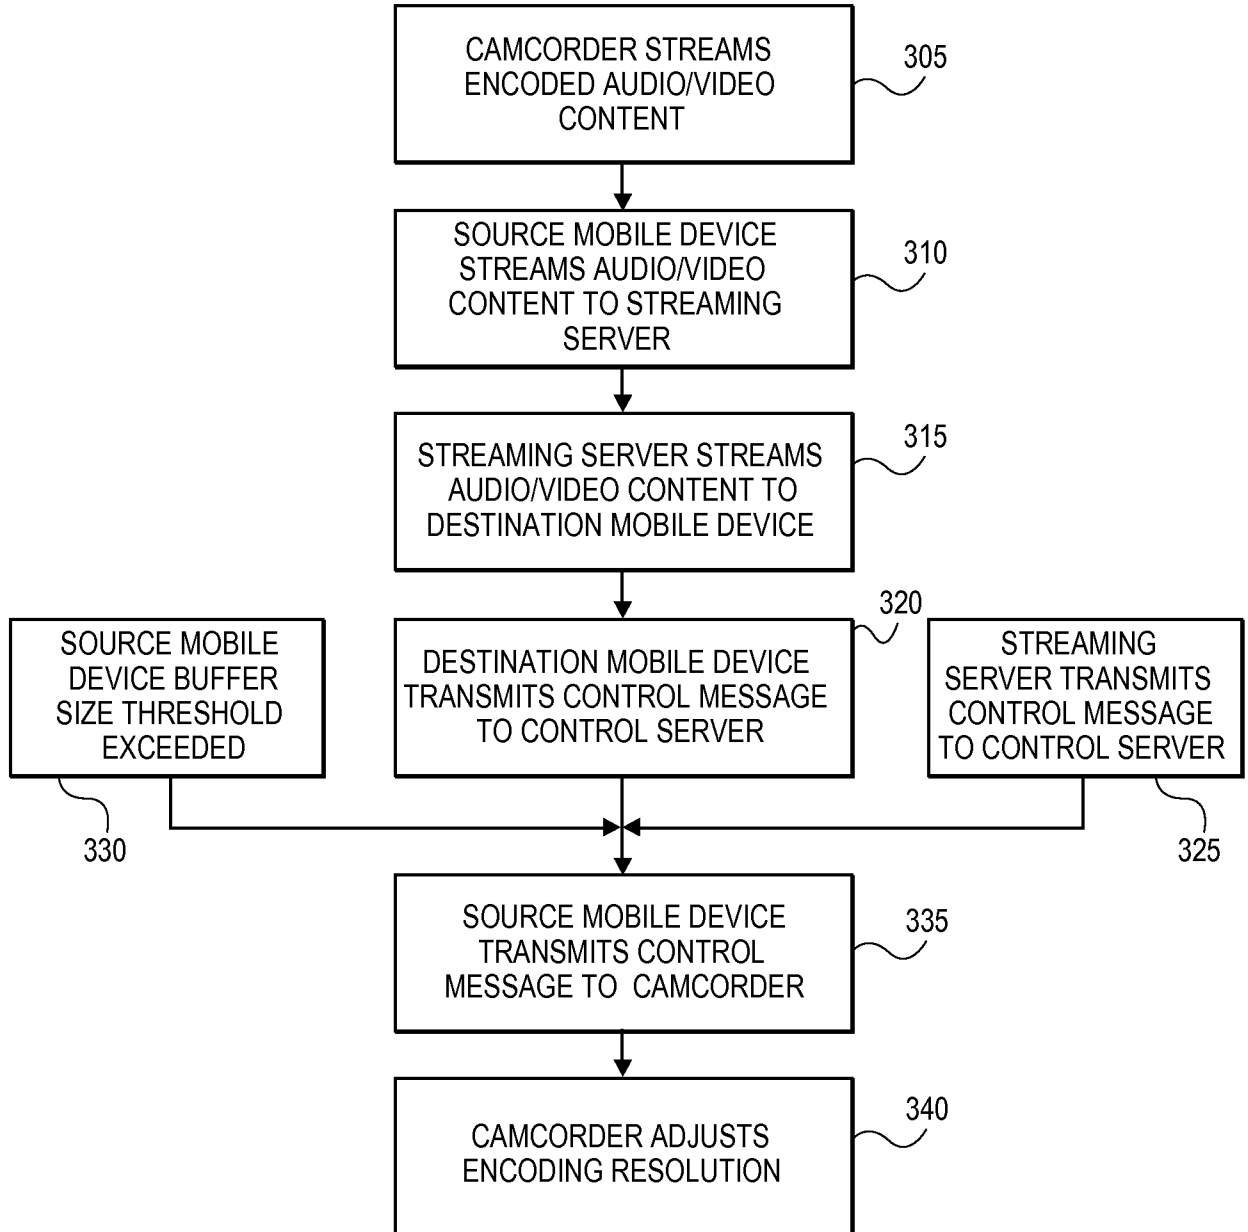 CAMCORDER STREAMS
ENCODED AUDIO/VIDEO
CONTENT
305
SOURCE MOBILE DEVICE
STREAMS AUDIO/VIDEO
CONTENT TO STREAMING
SERVER
310
STREAMING SERVER STREAMS
AUDIO/VIDEO CONTENT TO
DESTINATION MOBILE DEVICE
315
SOURCE MOBILE
DEVICE BUFFER
SIZE THRESHOLD
EXCEEDED
330
DESTINATION MOBILE DEVICE
TRANSMITS CONTROL MESSAGE
TO CONTROL SERVER
320
STREAMING
SERVER TRANSMITS
CONTROL MESSAGE
TO CONTROL SERVER
325
SOURCE MOBILE DEVICE
TRANSMITS CONTROL
MESSAGE TO CAMCORDER
335
CAMCORDER ADJUSTS
ENCODING RESOLUTION
340